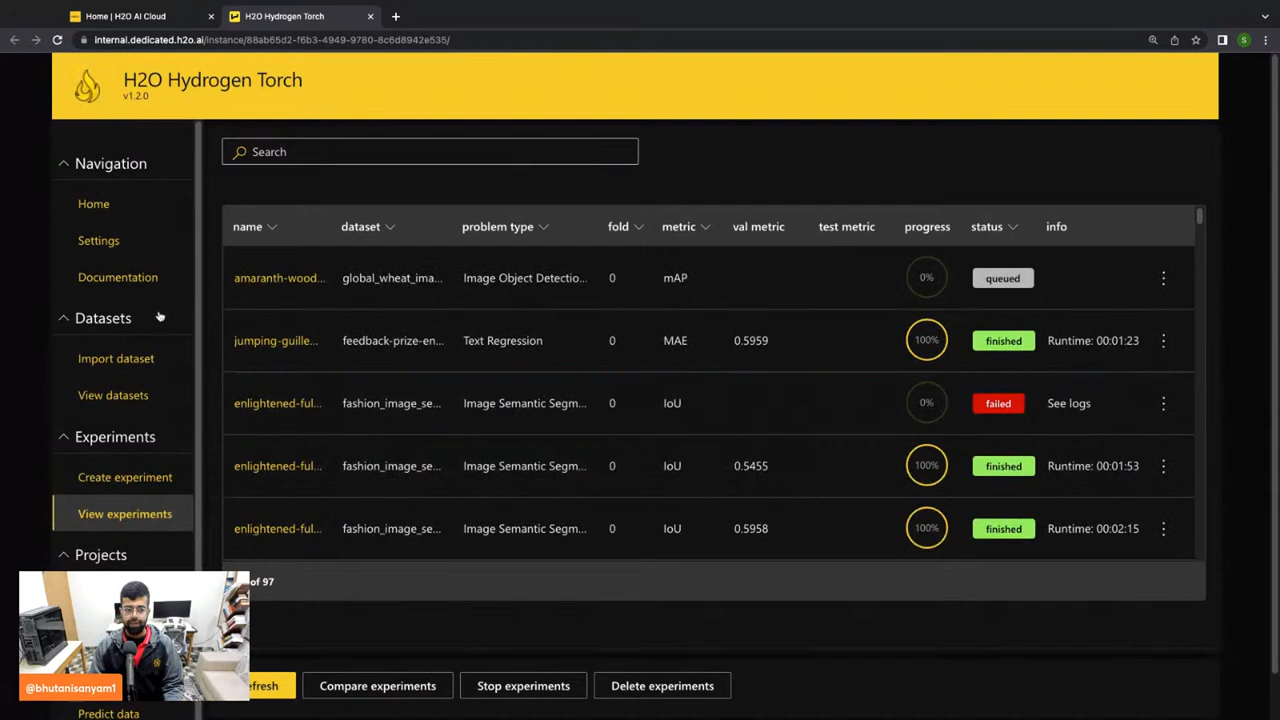 Home | H2O AI Cloud
H2O Hydrogen Torch
internal.dedicated.h2o.ai/instance/88ab65d2-f6b3-4949-9780-8c6d8942e535/
S
H2O Hydrogen Torch
v1.2.0
Navigation
Home
Settings
Documentation
Datasets
Import dataset
View datasets
Experiments
Create experiment
View experiments
Projects
Predict data
Search
name dataset problem type fold metric val metric test metric progress status info
amaranth-wood... global_wheat_ima... Image Object Detectio... 0 mAP 0% queued
jumping-guille... feedback-prize-en... Text Regression 0 MAE 0.5959 100% finished Runtime: 00:01:23
enlightened-ful... fashion_image_se... Image Semantic Segm... 0 IoU 0% failed See logs
enlightened-ful... fashion_image_se... Image Semantic Segm... 0 IoU 0.5455 100% finished Runtime: 00:01:53
enlightened-ful... fashion_image_se... Image Semantic Segm... 0 IoU 0.5958 100% finished Runtime: 00:02:15
of 97
efresh Compare experiments Stop experiments Delete experiments
@bhutanisanyam1